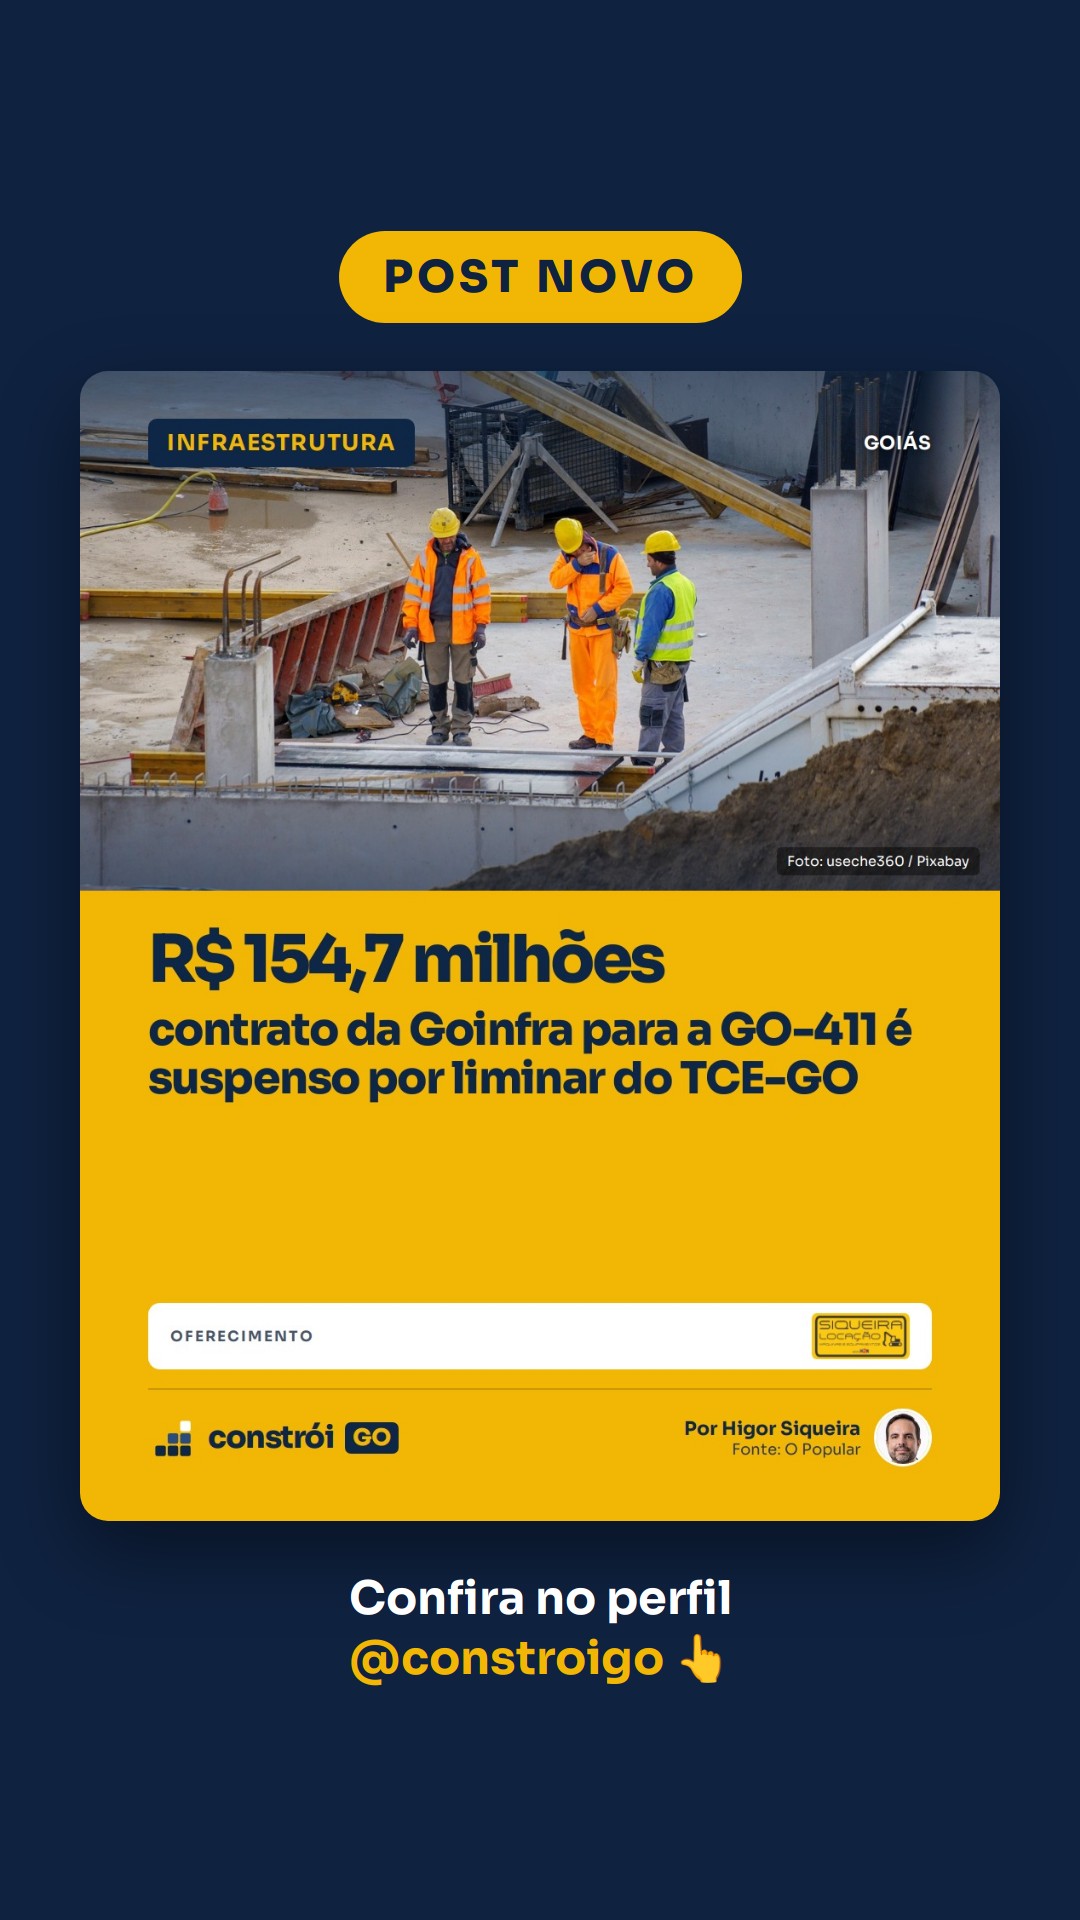 POST NOVO
INFRAESTRUTURA
GOIÁS
Foto: useche360 / Pixabay
R$ 154,7 milhões
contrato da Goinfra para a GO-411 é
suspenso por liminar do TCE-GO
OFERECIMENTO
SIQUEIRA
LOCAÇÃO
constrói GO
Por Higor Siqueira
Fonte: O Popular
Confira no perfil
@constroigo 👆